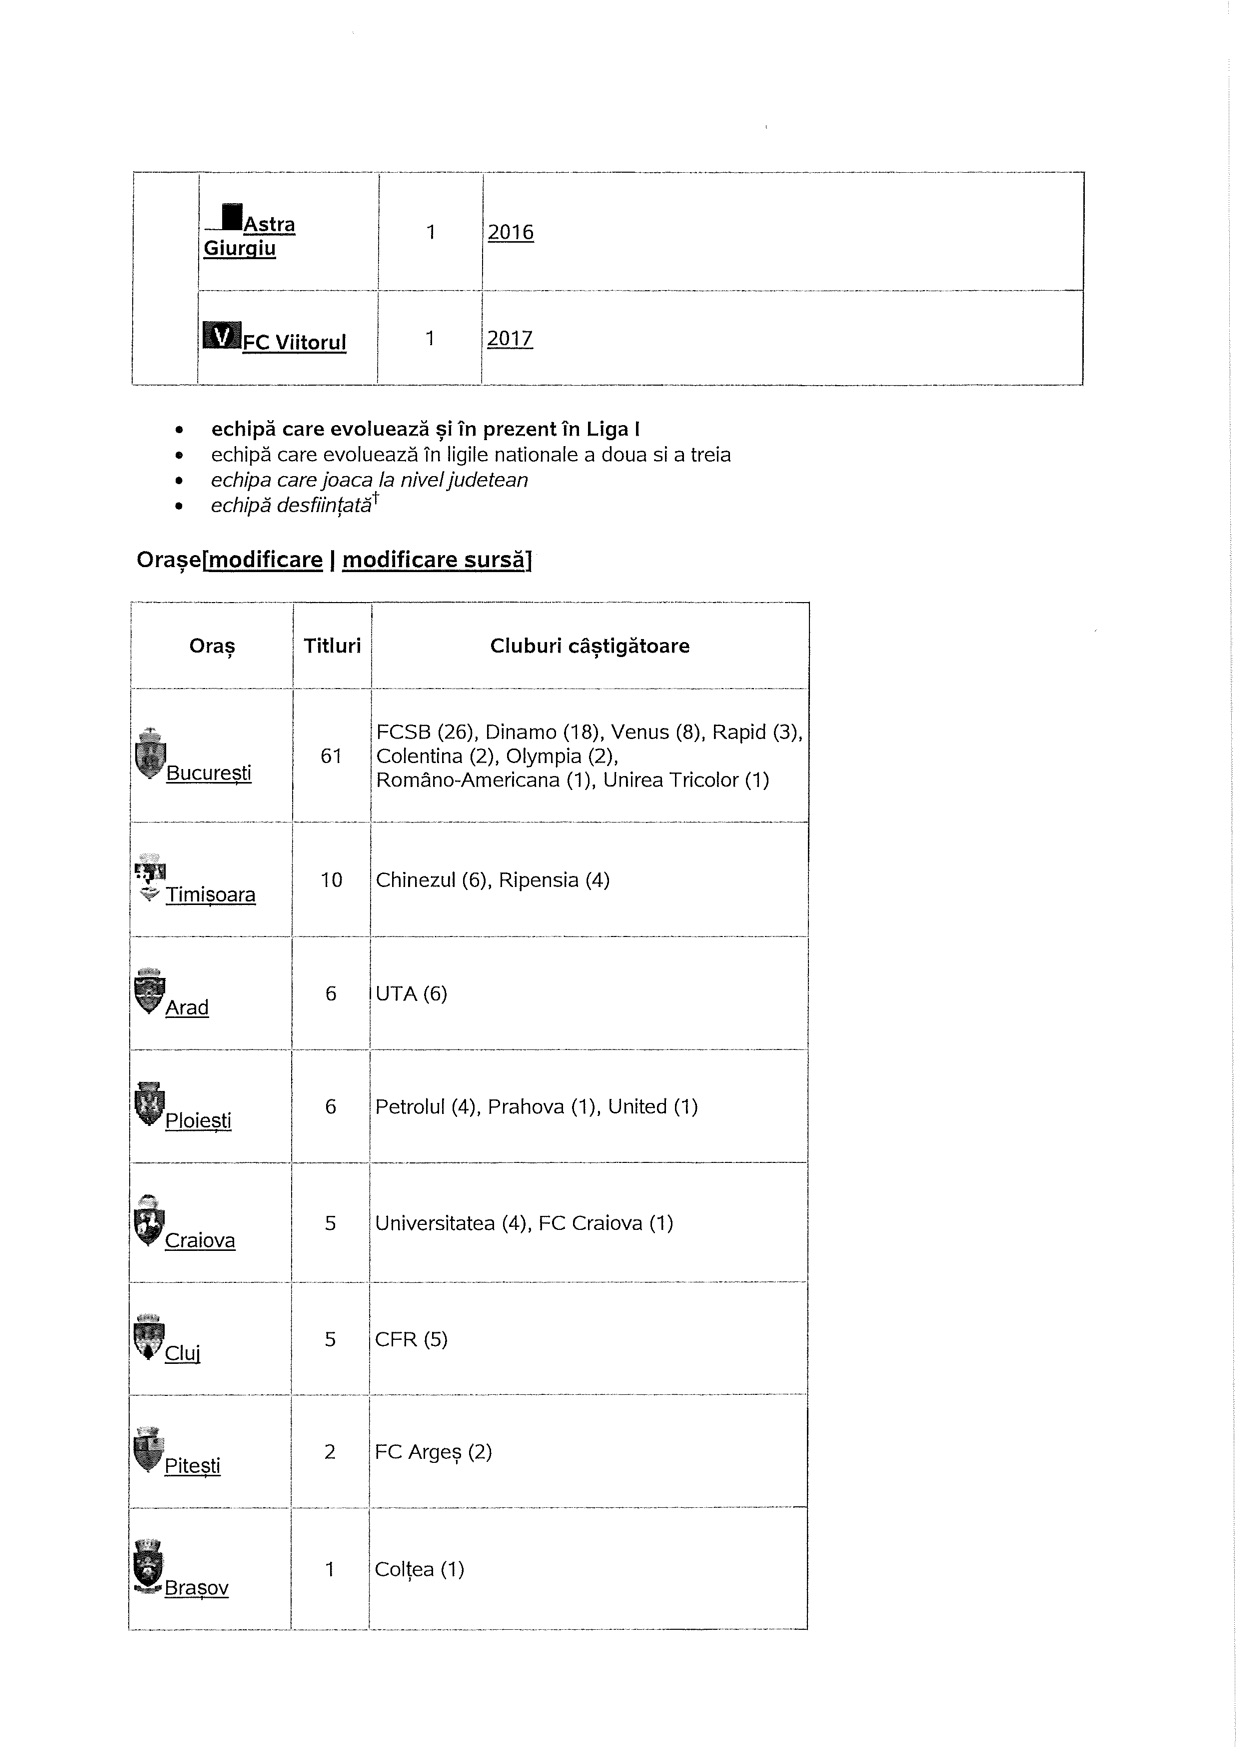 Astra
Giurgiu
1
2016
V
FC Viitorul
1
2017
• echipă care evoluează și în prezent în Liga I
• echipă care evoluează în ligile nationale a doua si a treia
• echipa care joaca la nivel judetean
• echipă desființată†
Orașe[modificare | modificare sursă]
Oraș
Titluri
Cluburi câștigătoare
București
61
FCSB (26), Dinamo (18), Venus (8), Rapid (3),
Colentina (2), Olympia (2),
Româno-Americana (1), Unirea Tricolor (1)
Timișoara
10
Chinezul (6), Ripensia (4)
Arad
6
UTA (6)
Ploiești
6
Petrolul (4), Prahova (1), United (1)
Craiova
5
Universitatea (4), FC Craiova (1)
Cluj
5
CFR (5)
Pitești
2
FC Argeș (2)
Brașov
1
Colțea (1)